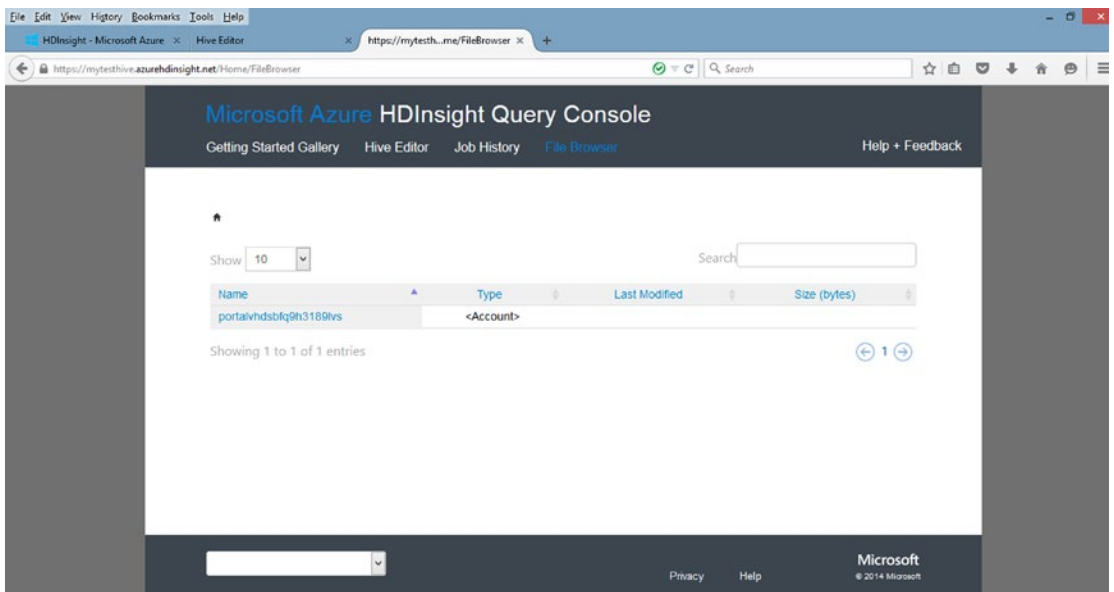 File Edit View History Bookmarks Tools Help
HDInsight - Microsoft Azure × Hive Editor × https://mytesth...me/FileBrowser × +
https://mytesthive.azurehdinsight.net/Home/FileBrowser Search
Microsoft Azure HDInsight Query Console
Getting Started Gallery Hive Editor Job History File Browser Help + Feedback
Show 10 Search
Name Type Last Modified Size (bytes)
portalvhdsbfq9h3189lvs <Account>
Showing 1 to 1 of 1 entries 1
Microsoft
Privacy Help © 2014 Microsoft